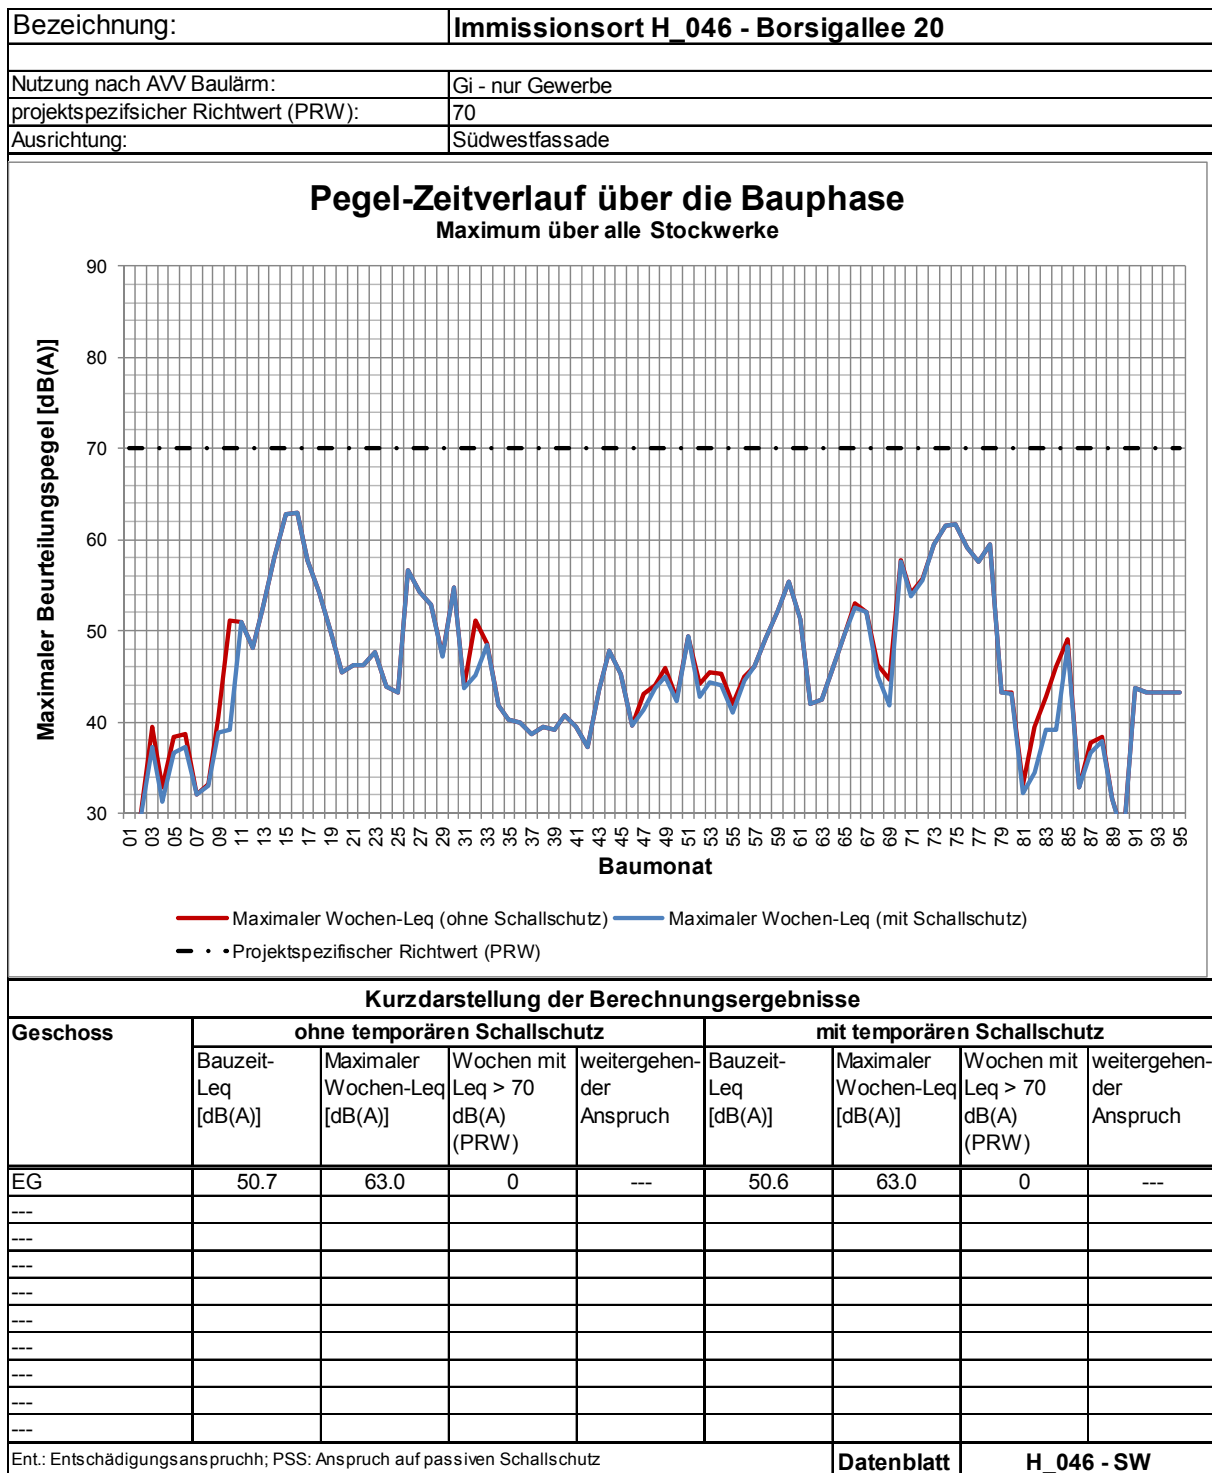 Bezeichnung: Immissionsort H_046 - Borsigallee 20
Nutzung nach AVV Baulärm: Gi - nur Gewerbe
projektspezifsicher Richtwert (PRW): 70
Ausrichtung: Südwestfassade
Pegel-Zeitverlauf über die Bauphase
Maximum über alle Stockwerke
Maximaler Beurteilungspegel [dB(A)]
90
80
70
60
50
40
30
01 03 05 07 09 11 13 15 17 19 21 23 25 27 29 31 33 35 37 39 41 43 45 47 49 51 53 55 57 59 61 63 65 67 69 71 73 75 77 79 81 83 85 87 89 91 93 95
Baumonat
Maximaler Wochen-Leq (ohne Schallschutz) Maximaler Wochen-Leq (mit Schallschutz)
Projektspezifischer Richtwert (PRW)
Kurzdarstellung der Berechnungsergebnisse
Geschoss ohne temporären Schallschutz mit temporären Schallschutz
Bauzeit- Maximaler Wochen mit weitergehen- Bauzeit- Maximaler Wochen mit weitergehen-
Leq Wochen-Leq Leq > 70 der Leq Wochen-Leq Leq > 70 der
[dB(A)] [dB(A)] dB(A) Anspruch [dB(A)] [dB(A)] dB(A) Anspruch
(PRW) (PRW)
EG 50.7 63.0 0 --- 50.6 63.0 0 ---
---
---
---
---
---
---
---
---
---
Ent.: Entschädigungsanspruchh; PSS: Anspruch auf passiven Schallschutz Datenblatt H_046 - SW